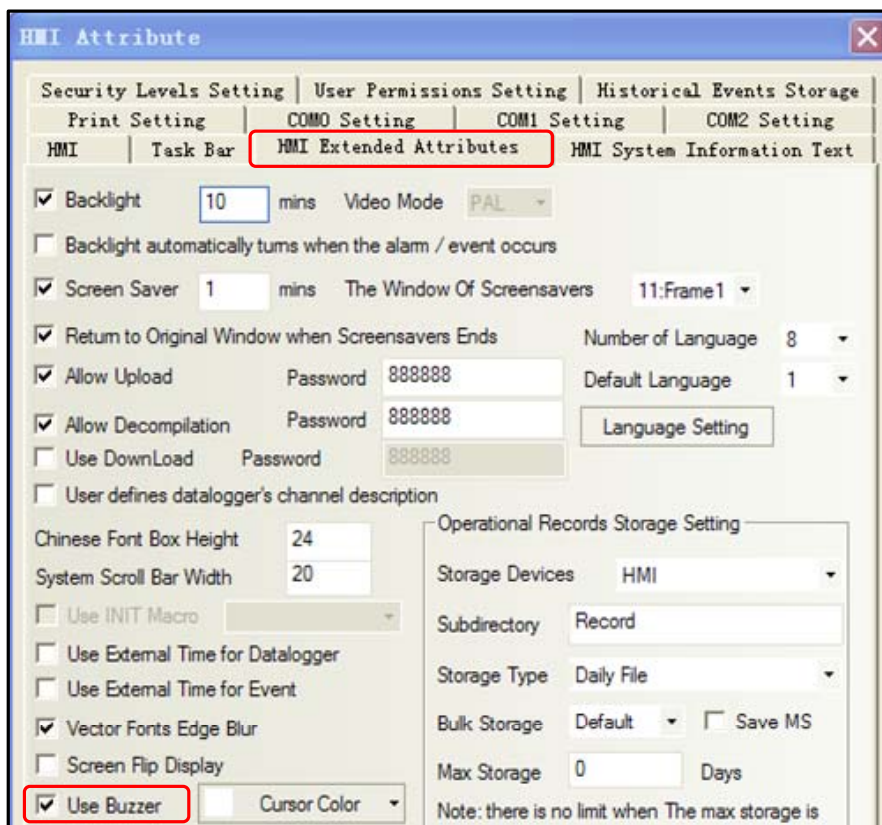 HMI Attribute
Security Levels Setting User Permissions Setting Historical Events Storage
Print Setting COM0 Setting COM1 Setting COM2 Setting
HMI Task Bar HMI Extended Attributes HMI System Information Text
Backlight 10 mins Video Mode PAL
Backlight automatically turns when the alarm / event occurs
Screen Saver 1 mins The Window Of Screensavers 11:Frame1
Return to Original Window when Screensavers Ends Number of Language 8
Allow Upload Password 888888 Default Language 1
Allow Decompilation Password 888888 Language Setting
Use DownLoad Password 888888
User defines datalogger's channel description
Chinese Font Box Height 24
System Scroll Bar Width 20
Use INIT Macro
Use External Time for Datalogger
Use External Time for Event
Vector Fonts Edge Blur
Screen Flip Display
Use Buzzer Cursor Color
Operational Records Storage Setting
Storage Devices HMI
Subdirectory Record
Storage Type Daily File
Bulk Storage Default Save MS
Max Storage 0 Days
Note: there is no limit when The max storage is